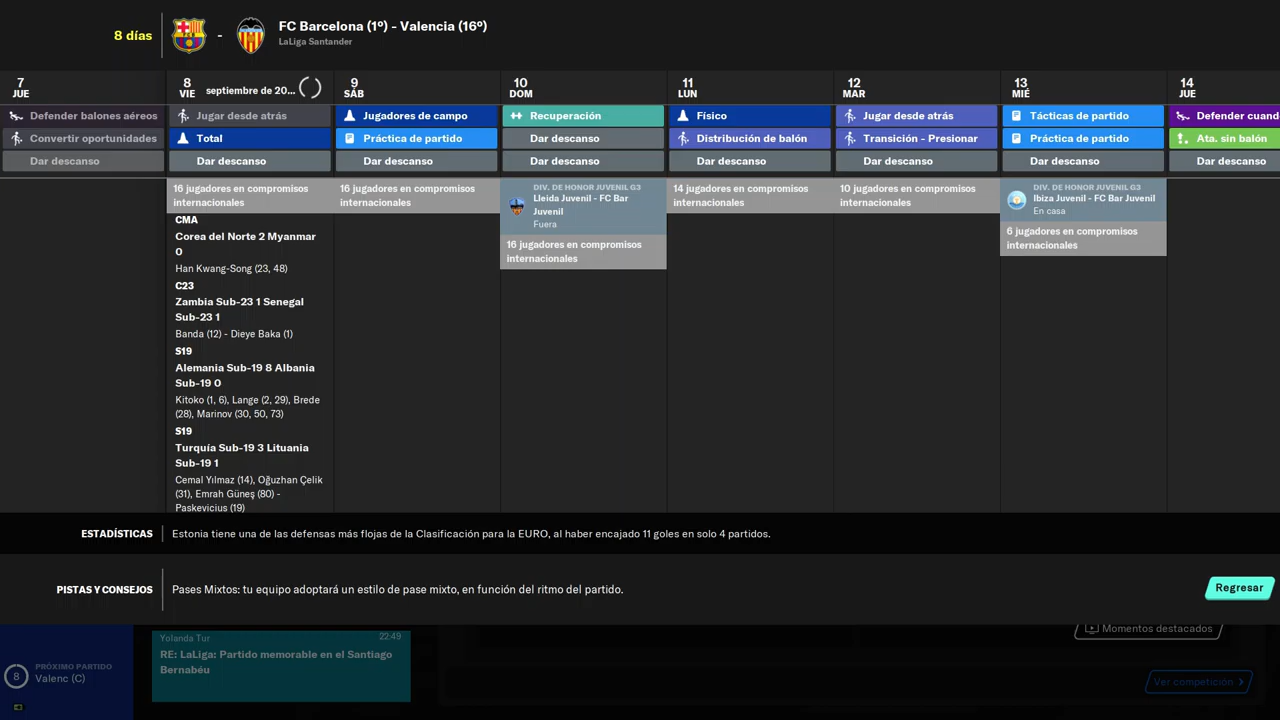 8 días
-
FC Barcelona (1º) - Valencia (16º)
LaLiga Santander
7
JUE
8
VIE
septiembre de 20...
9
SÁB
10
DOM
11
LUN
12
MAR
13
MIÉ
14
JUE
Defender balones aéreos
Convertir oportunidades
Dar descanso
Jugar desde atrás
Total
Dar descanso
Jugadores de campo
Práctica de partido
Dar descanso
Recuperación
Dar descanso
Dar descanso
Físico
Distribución de balón
Dar descanso
Jugar desde atrás
Transición - Presionar
Dar descanso
Tácticas de partido
Práctica de partido
Dar descanso
Defender cuand
Ata. sin balón
Dar descanso
16 jugadores en compromisos
internacionales
CMA
Corea del Norte 2 Myanmar
0
Han Kwang-Song (23, 48)
C23
Zambia Sub-23 1 Senegal
Sub-23 1
Banda (12) - Dieye Baka (1)
S19
Alemania Sub-19 8 Albania
Sub-19 0
Kitoko (1, 6), Lange (2, 29), Brede
(28), Marinov (30, 50, 73)
S19
Turquía Sub-19 3 Lituania
Sub-19 1
Cemal Yılmaz (14), Oğuzhan Çelik
(31), Emrah Güneş (80) -
Paskevicius (19)
16 jugadores en compromisos
internacionales
DIV. DE HONOR JUVENIL G3
Lleida Juvenil - FC Bar
Juvenil
Fuera
16 jugadores en compromisos
internacionales
14 jugadores en compromisos
internacionales
10 jugadores en compromisos
internacionales
DIV. DE HONOR JUVENIL G3
Ibiza Juvenil - FC Bar Juvenil
En casa
6 jugadores en compromisos
internacionales
ESTADÍSTICAS
Estonia tiene una de las defensas más flojas de la Clasificación para la EURO, al haber encajado 11 goles en solo 4 partidos.
PISTAS Y CONSEJOS
Pases Mixtos: tu equipo adoptará un estilo de pase mixto, en función del ritmo del partido.
Regresar
8
PRÓXIMO PARTIDO
Valenc (C)
Yolanda Tur
22:49
RE: LaLiga: Partido memorable en el Santiago
Bernabéu
Momentos destacados
Ver competición